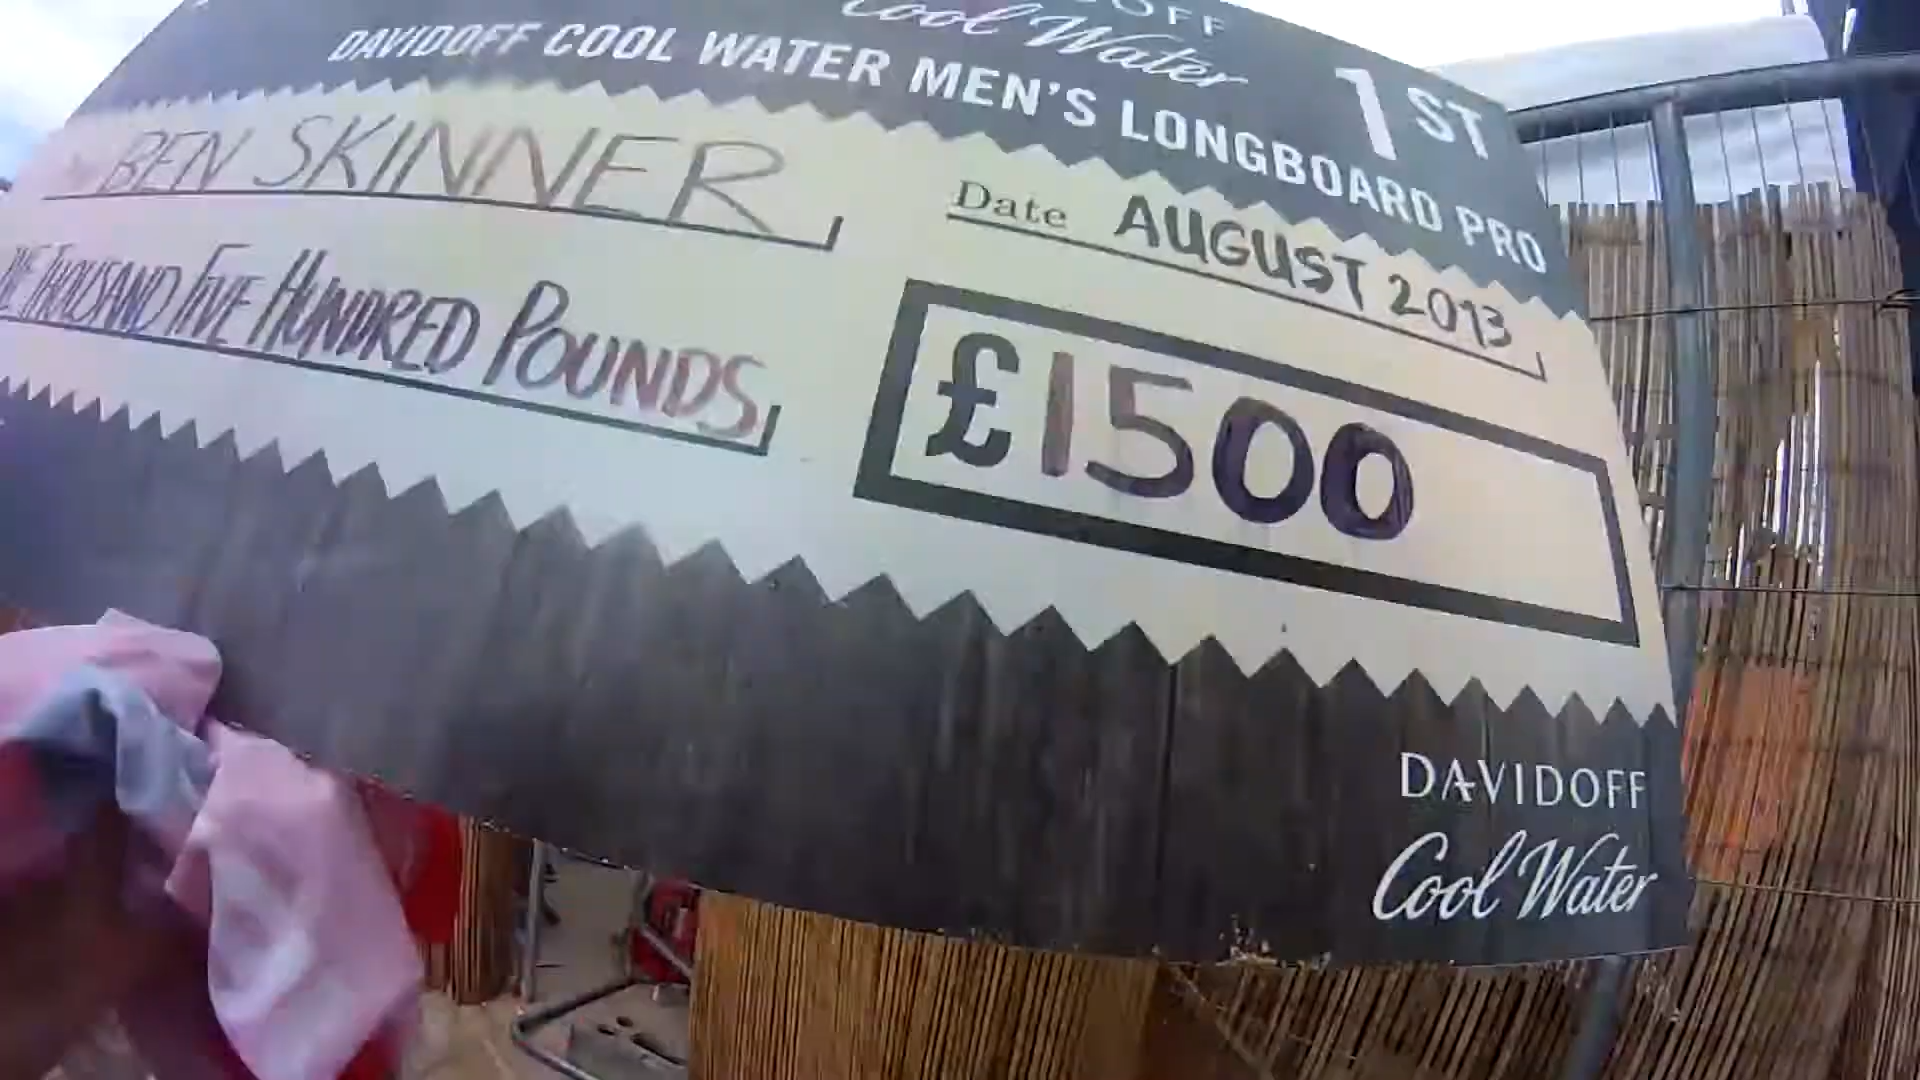 Cool Water
DAVIDOFF COOL WATER MEN'S LONGBOARD PRO
1ST
BEN SKINNER
Date AUGUST 2013
THOUSAND FIVE HUNDRED POUNDS
£1500
DAVIDOFF
Cool Water